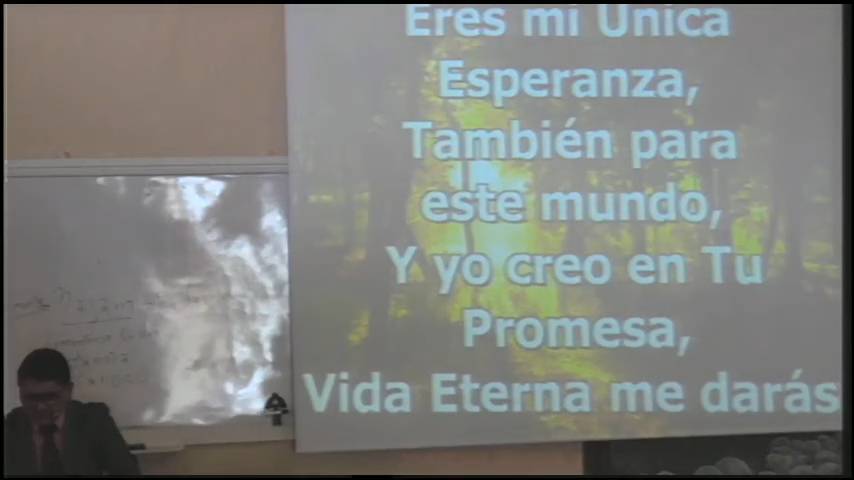 Eres mi Única
Esperanza,
También para
este mundo,
Y yo creo en Tu
Promesa,
Vida Eterna me darás